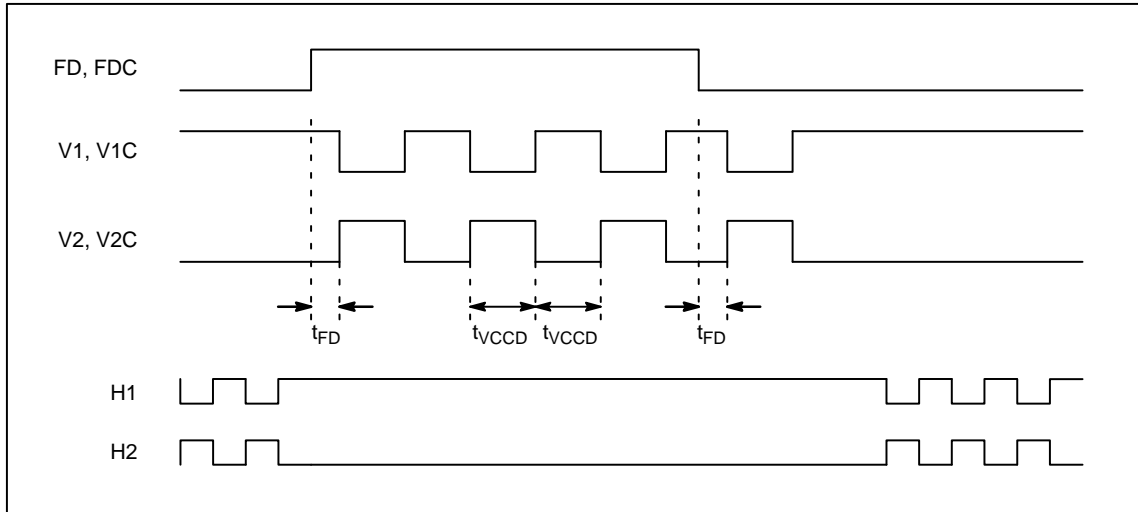 FD, FDC
V1, V1C
V2, V2C
tFD tVCCD tVCCD tFD
H1
H2